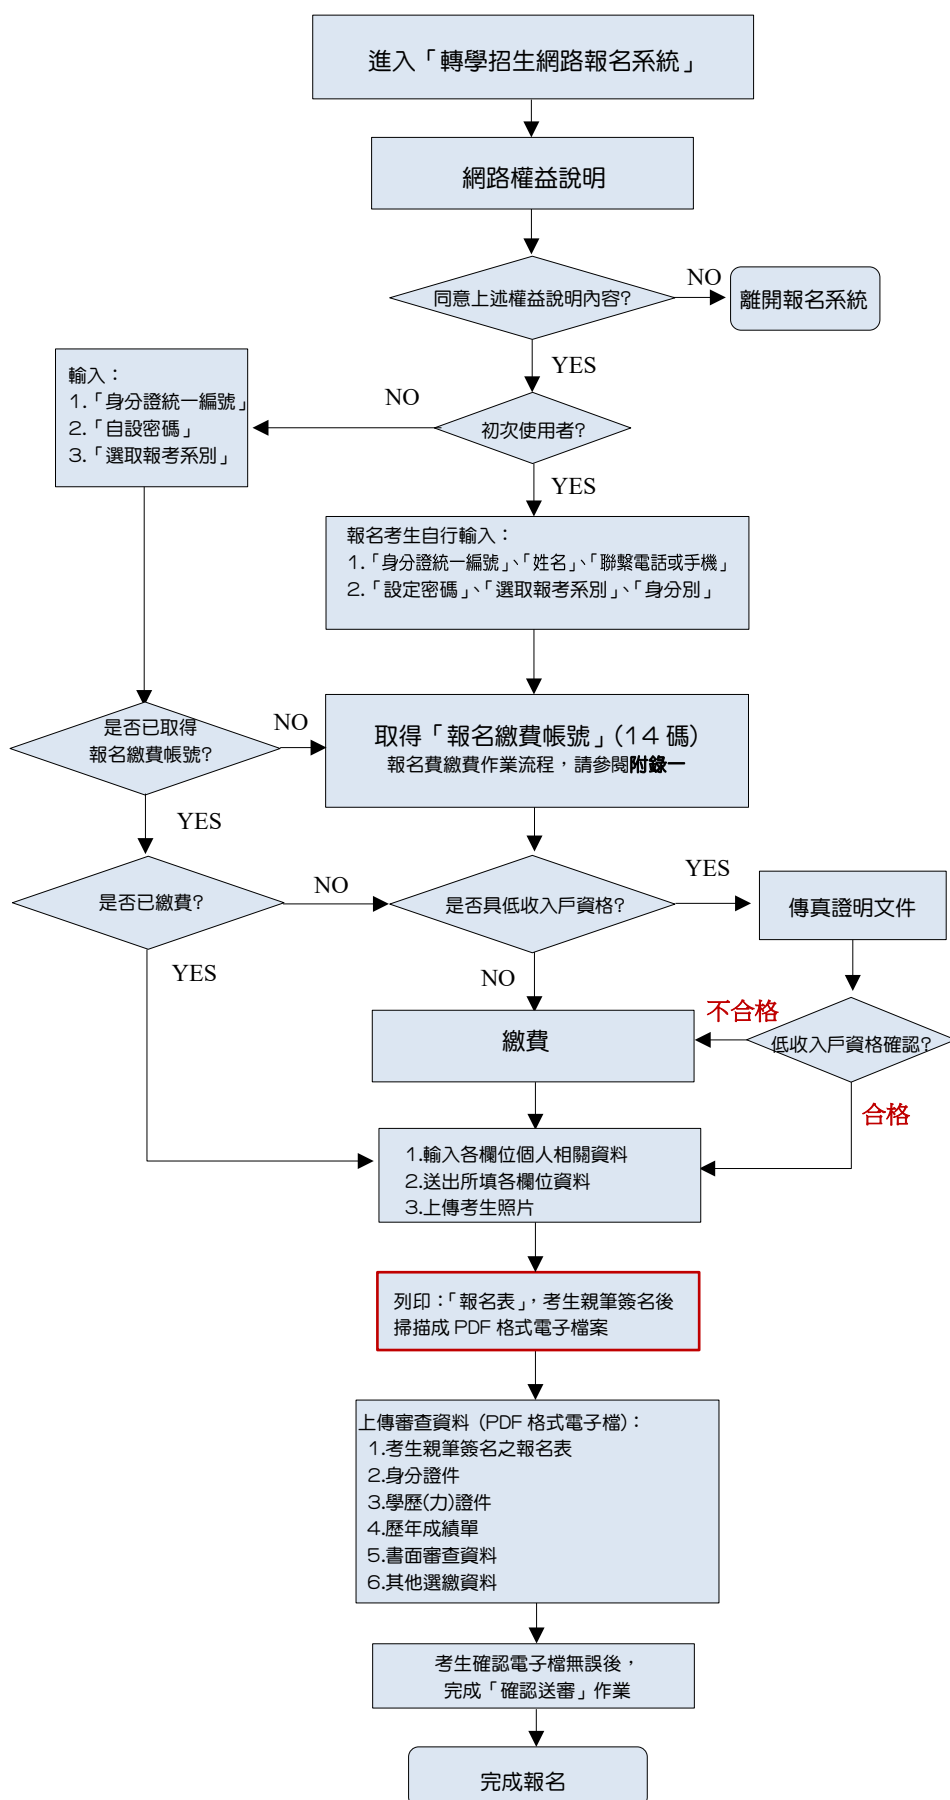 進入「轉學招生網路報名系統」
網路權益說明
同意上述權益說明內容?
NO
離開報名系統
YES
輸入：
1.「身分證統一編號」
2.「自設密碼」
3.「選取報考系別」
NO
初次使用者?
YES
報名考生自行輸入：
1.「身分證統一編號」、「姓名」、「聯繫電話或手機」
2.「設定密碼」、「選取報考系別」、「身分別」
是否已取得
報名繳費帳號?
NO
取得「報名繳費帳號」(14 碼)
報名費繳費作業流程，請參閱附錄一
YES
是否已繳費?
NO
是否具低收入戶資格?
YES
傳真證明文件
YES
NO
不合格
繳費
低收入戶資格確認?
合格
1.輸入各欄位個人相關資料
2.送出所填各欄位資料
3.上傳考生照片
列印：「報名表」，考生親筆簽名後
掃描成 PDF 格式電子檔案
上傳審查資料 (PDF 格式電子檔)：
1.考生親筆簽名之報名表
2.身分證件
3.學歷(力)證件
4.歷年成績單
5.書面審查資料
6.其他選繳資料
考生確認電子檔無誤後，
完成「確認送審」作業
完成報名